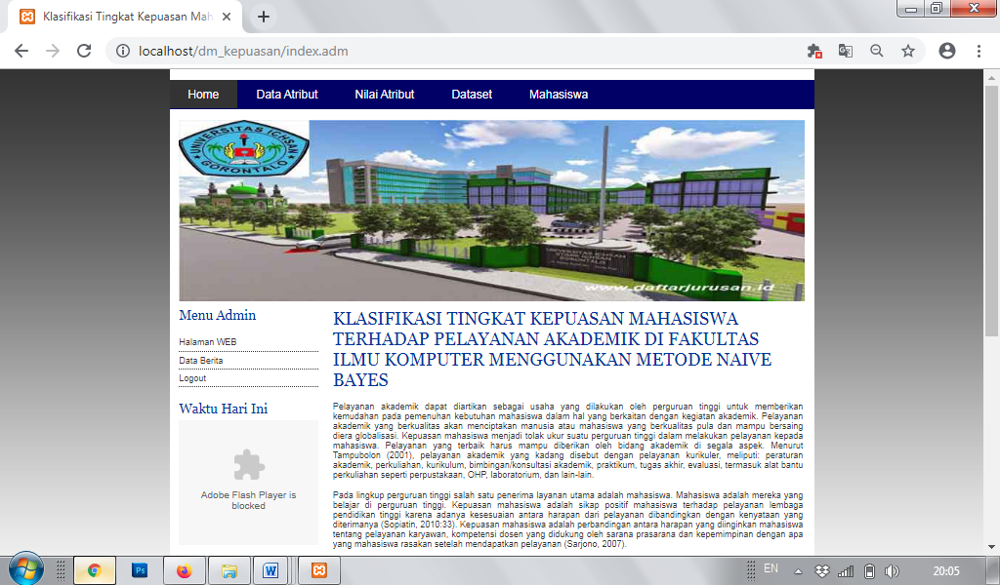 Klasifikasi Tingkat Kepuasan Mah
localhost/dm_kepuasan/index.adm
Home Data Atribut Nilai Atribut Dataset Mahasiswa
UNIVERSITAS ICHSAN
GORONTALO
UNIVERSITAS ICHSAN
GORONTALO
www.daftarjurusan.id
Menu Admin
Halaman WEB
Data Berita
Logout
Waktu Hari Ini
Adobe Flash Player is
blocked
KLASIFIKASI TINGKAT KEPUASAN MAHASISWA
TERHADAP PELAYANAN AKADEMIK DI FAKULTAS
ILMU KOMPUTER MENGGUNAKAN METODE NAIVE
BAYES
Pelayanan akademik dapat diartikan sebagai usaha yang dilakukan oleh perguruan tinggi untuk memberikan
kemudahan pada pemenuhan kebutuhan mahasiswa dalam hal yang berkaitan dengan kegiatan akademik. Pelayanan
akademik yang berkualitas akan menciptakan manusia atau mahasiswa yang berkualitas pula dan mampu bersaing
diera globalisasi. Kepuasan mahasiswa menjadi tolak ukur suatu perguruan tinggi dalam melakukan pelayanan kepada
mahasiswa. Pelayanan yang terbaik harus mampu diberikan oleh bidang akademik di segala aspek. Menurut
Tampubolon (2001), pelayanan akademik yang kadang disebut dengan pelayanan kurikuler, meliputi: peraturan
akademik, perkuliahan, kurikulum, bimbingan/konsultasi akademik, praktikum, tugas akhir, evaluasi, termasuk alat bantu
perkuliahan seperti perpustakaan, OHP, laboratorium, dan lain-lain.
Pada lingkup perguruan tinggi salah satu penerima layanan utama adalah mahasiswa. Mahasiswa adalah mereka yang
belajar di perguruan tinggi. Kepuasan mahasiswa adalah sikap positif mahasiswa terhadap pelayanan lembaga
pendidikan tinggi karena adanya kesesuaian antara harapan dari pelayanan dibandingkan dengan kenyataan yang
diterimanya (Sopiatin, 2010:33). Kepuasan mahasiswa adalah perbandingan antara harapan yang diinginkan mahasiswa
tentang pelayanan karyawan, kompetensi dosen yang didukung oleh sarana prasarana dan kepemimpinan dengan apa
yang mahasiswa rasakan setelah mendapatkan pelayanan (Sarjono, 2007).
Ps
W
EN
20:05